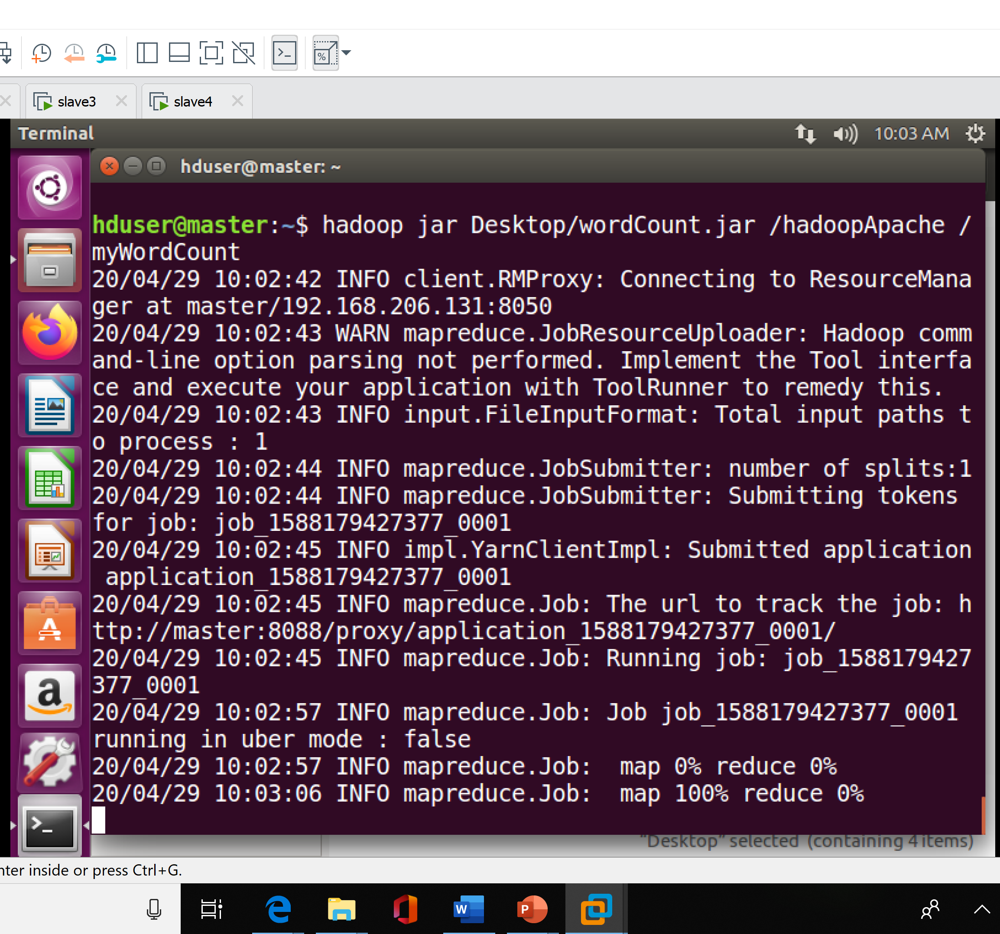 slave3
slave4
Terminal
10:03 AM
hduser@master: ~
hduser@master:~$ hadoop jar Desktop/wordCount.jar /hadoopApache /
myWordCount
20/04/29 10:02:42 INFO client.RMProxy: Connecting to ResourceMana
ger at master/192.168.206.131:8050
20/04/29 10:02:43 WARN mapreduce.JobResourceUploader: Hadoop comm
and-line option parsing not performed. Implement the Tool interfa
ce and execute your application with ToolRunner to remedy this.
20/04/29 10:02:43 INFO input.FileInputFormat: Total input paths t
o process : 1
20/04/29 10:02:44 INFO mapreduce.JobSubmitter: number of splits:1
20/04/29 10:02:44 INFO mapreduce.JobSubmitter: Submitting tokens
for job: job_1588179427377_0001
20/04/29 10:02:45 INFO impl.YarnClientImpl: Submitted application
 application_1588179427377_0001
20/04/29 10:02:45 INFO mapreduce.Job: The url to track the job: h
ttp://master:8088/proxy/application_1588179427377_0001/
20/04/29 10:02:45 INFO mapreduce.Job: Running job: job_1588179427
377_0001
20/04/29 10:02:57 INFO mapreduce.Job: Job job_1588179427377_0001
running in uber mode : false
20/04/29 10:02:57 INFO mapreduce.Job:  map 0% reduce 0%
20/04/29 10:03:06 INFO mapreduce.Job:  map 100% reduce 0%
"Desktop" selected (containing 4 items)
nter inside or press Ctrl+G.